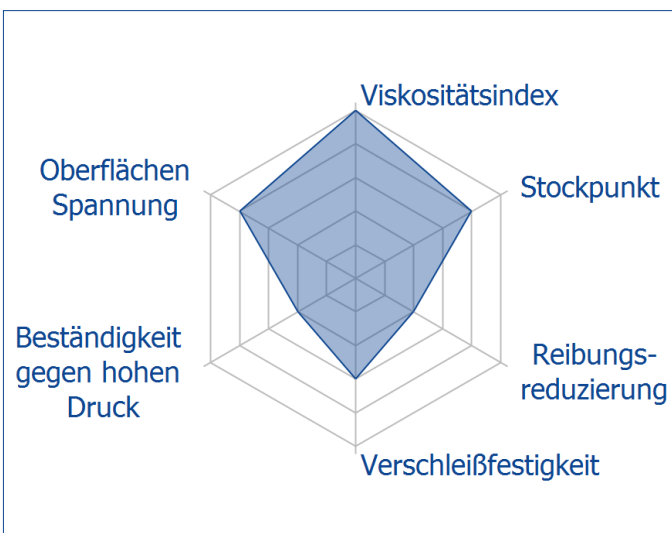 Viskositätsindex
Oberflächen
Spannung
Stockpunkt
Beständigkeit
gegen hohen
Druck
Reibungs-
reduzierung
Verschleißfestigkeit